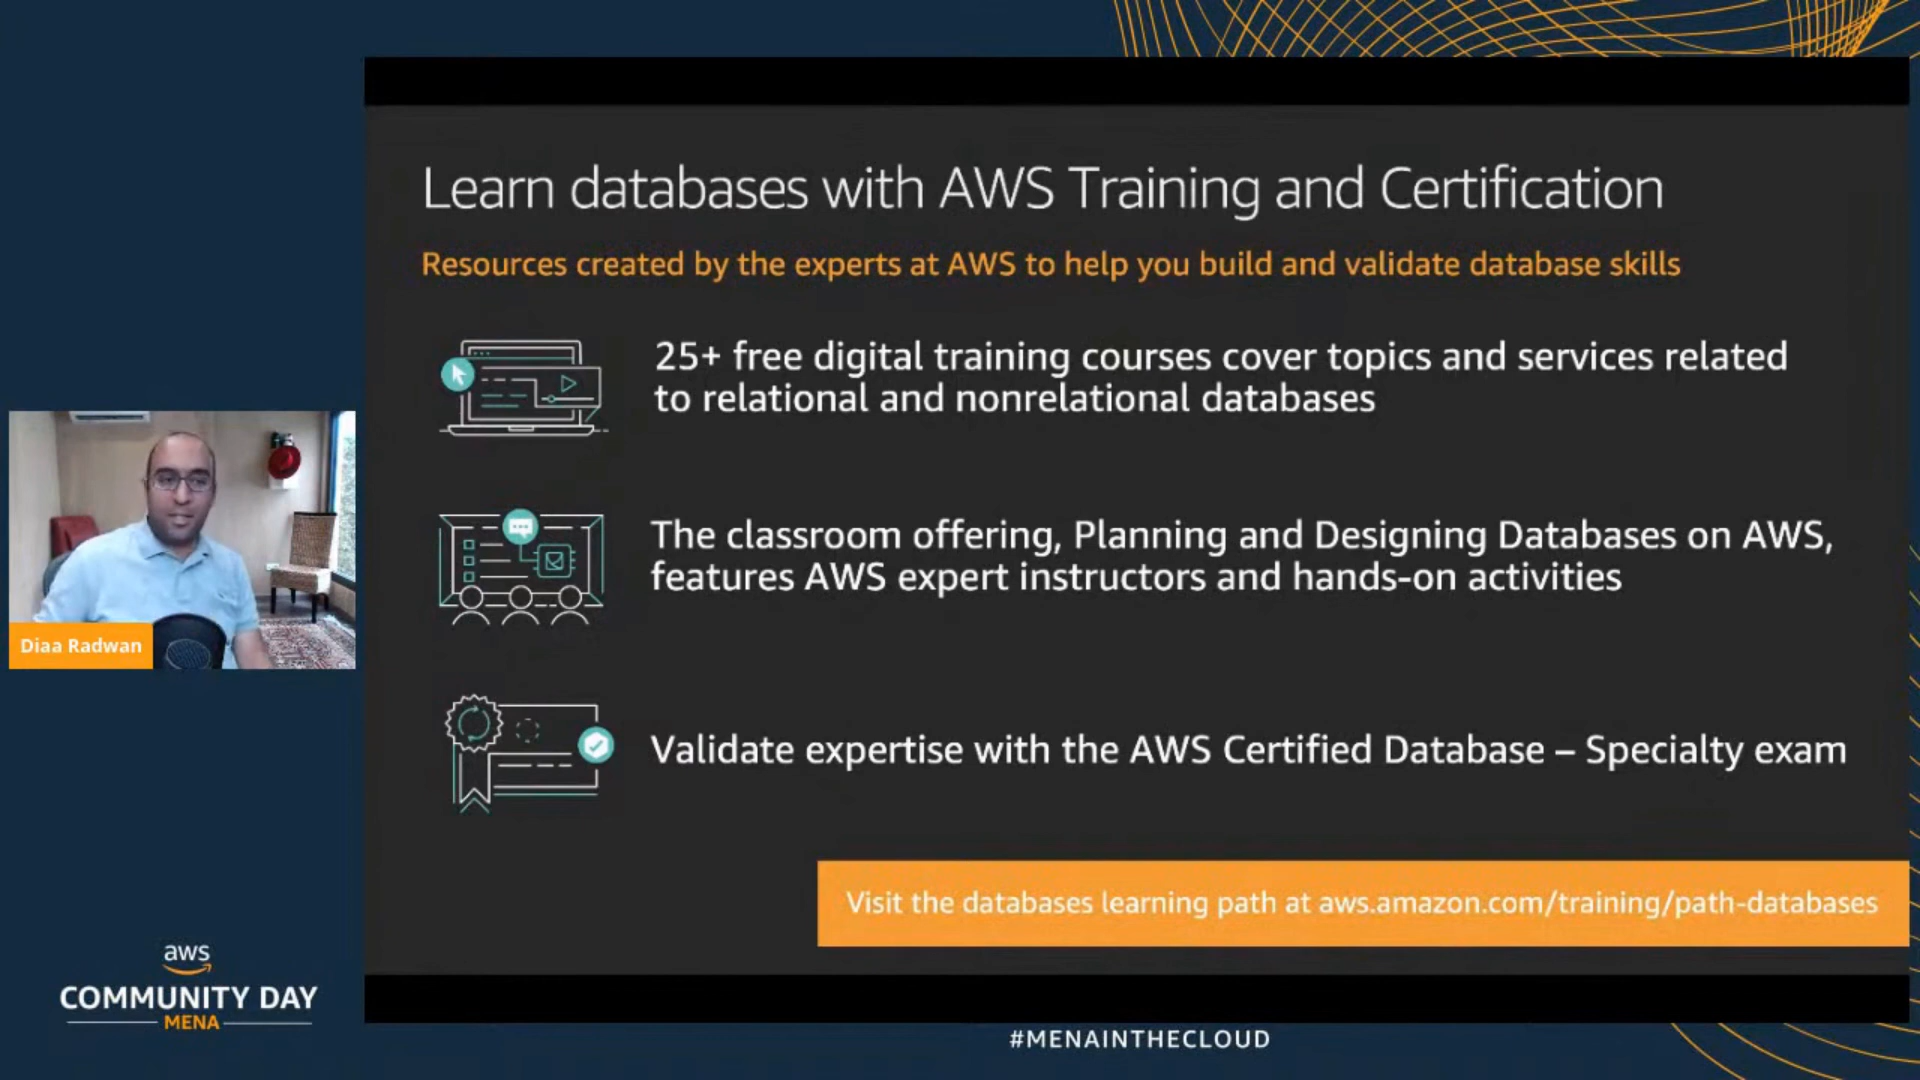 Learn databases with AWS Training and Certification
Resources created by the experts at AWS to help you build and validate database skills
25+ free digital training courses cover topics and services related
to relational and nonrelational databases
The classroom offering, Planning and Designing Databases on AWS,
features AWS expert instructors and hands-on activities
Validate expertise with the AWS Certified Database – Specialty exam
Visit the databases learning path at aws.amazon.com/training/path-databases
Diaa Radwan
aws
COMMUNITY DAY
MENA
#MENAINTHECLOUD